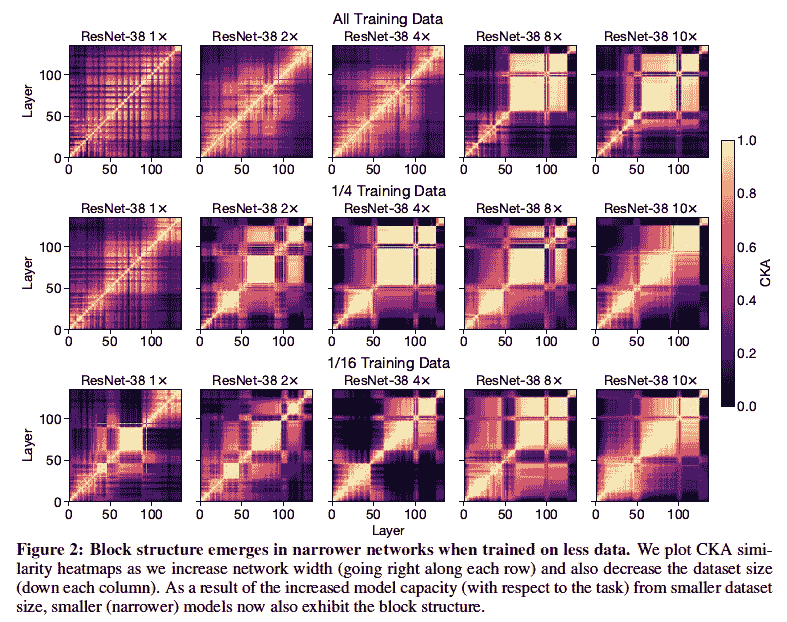 All Training Data
ResNet-38 1× ResNet-38 2× ResNet-38 4× ResNet-38 8× ResNet-38 10×
100
50
0
Layer
0 50 100 0 50 100 0 50 100 0 50 100 0 50 100
1/4 Training Data
ResNet-38 1× ResNet-38 2× ResNet-38 4× ResNet-38 8× ResNet-38 10×
100
50
0
Layer
0 50 100 0 50 100 0 50 100 0 50 100 0 50 100
1/16 Training Data
ResNet-38 1× ResNet-38 2× ResNet-38 4× ResNet-38 8× ResNet-38 10×
100
50
0
Layer
0 50 100 0 50 100 0 50 100 0 50 100 0 50 100
Layer
1.0
0.8
0.6
0.4
0.2
0.0
CKA
Figure 2: Block structure emerges in narrower networks when trained on less data. We plot CKA simi-
larity heatmaps as we increase network width (going right along each row) and also decrease the dataset size
(down each column). As a result of the increased model capacity (with respect to the task) from smaller dataset
size, smaller (narrower) models now also exhibit the block structure.